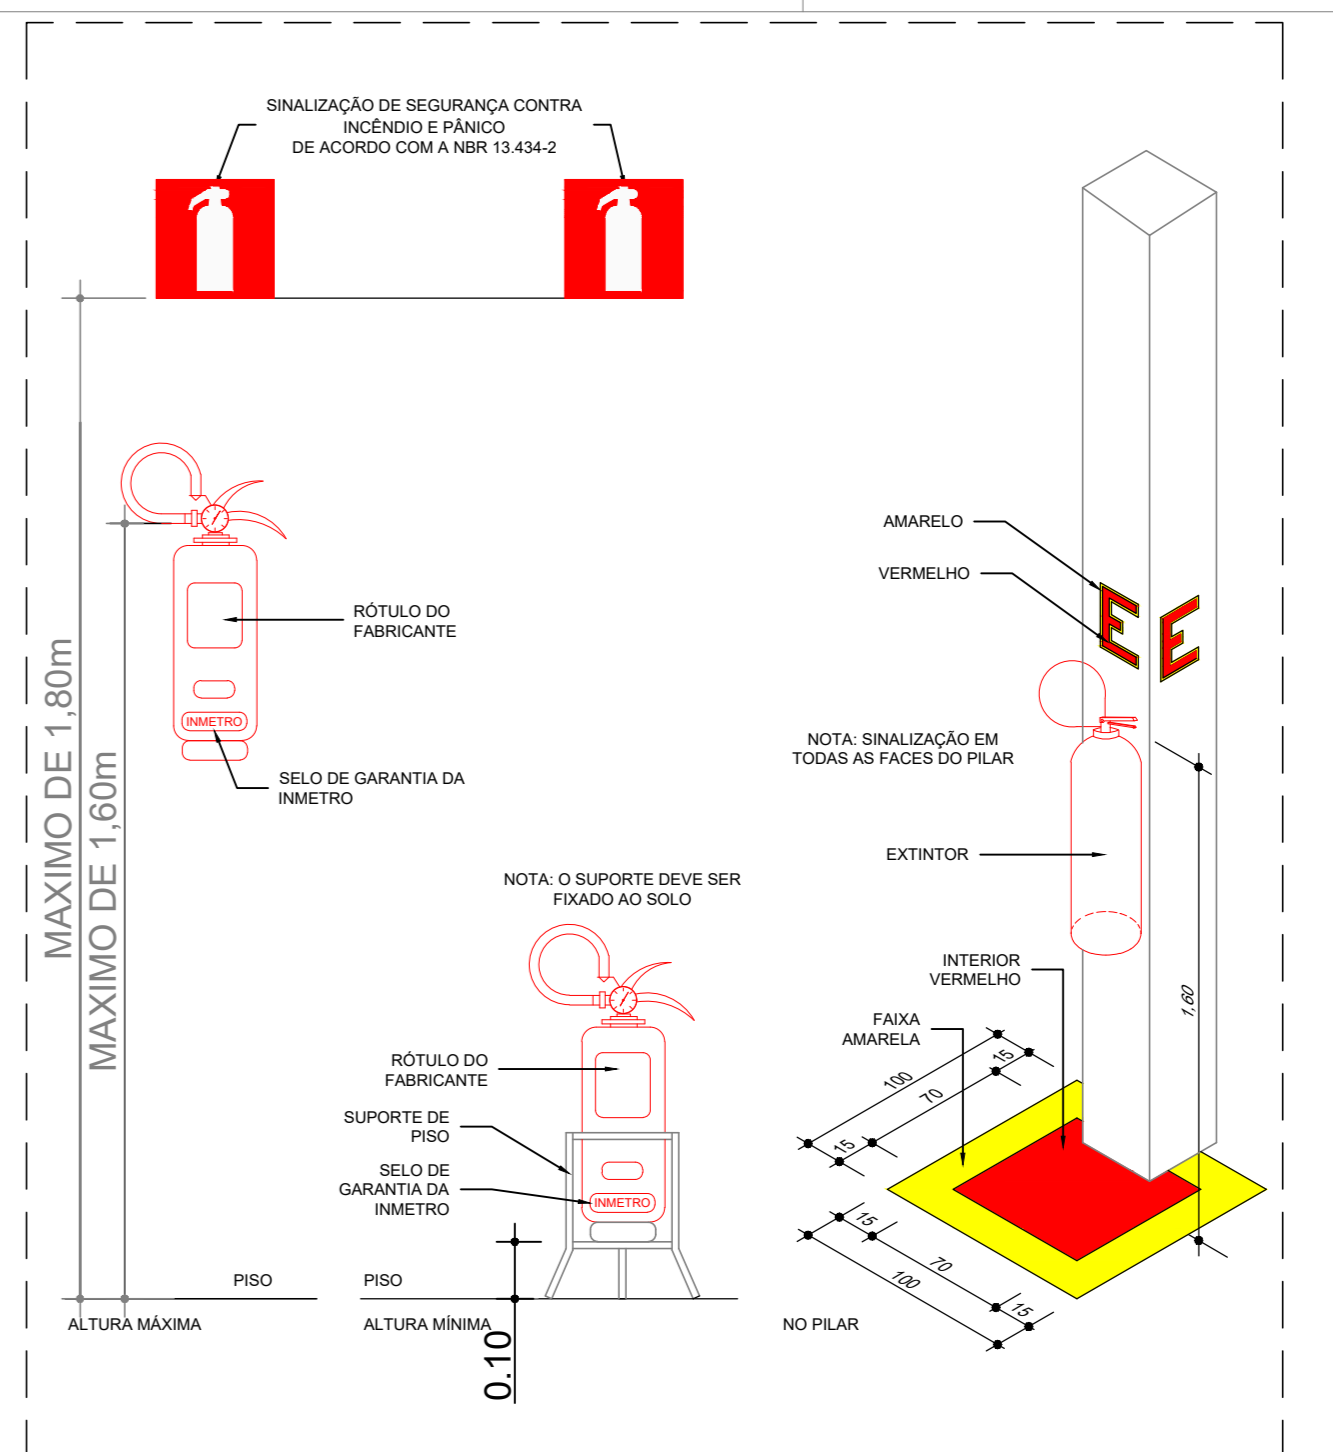 SINALIZAÇÃO DE SEGURANÇA CONTRA
INCÊNDIO E PÂNICO
DE ACORDO COM A NBR 13.434-2
MAXIMO DE 1,80m
MAXIMO DE 1,60m
RÓTULO DO
FABRICANTE
INMETRO
SELO DE GARANTIA DA
INMETRO
PISO
ALTURA MÁXIMA
NOTA: O SUPORTE DEVE SER
FIXADO AO SOLO
RÓTULO DO
FABRICANTE
SUPORTE DE
PISO
SELO DE
GARANTIA DA
INMETRO
INMETRO
PISO
ALTURA MÍNIMA
0.10
AMARELO
VERMELHO
E E
NOTA: SINALIZAÇÃO EM
TODAS AS FACES DO PILAR
EXTINTOR
INTERIOR
VERMELHO
FAIXA
AMARELA
1,60
100
15
70
15
15
70
100
15
NO PILAR